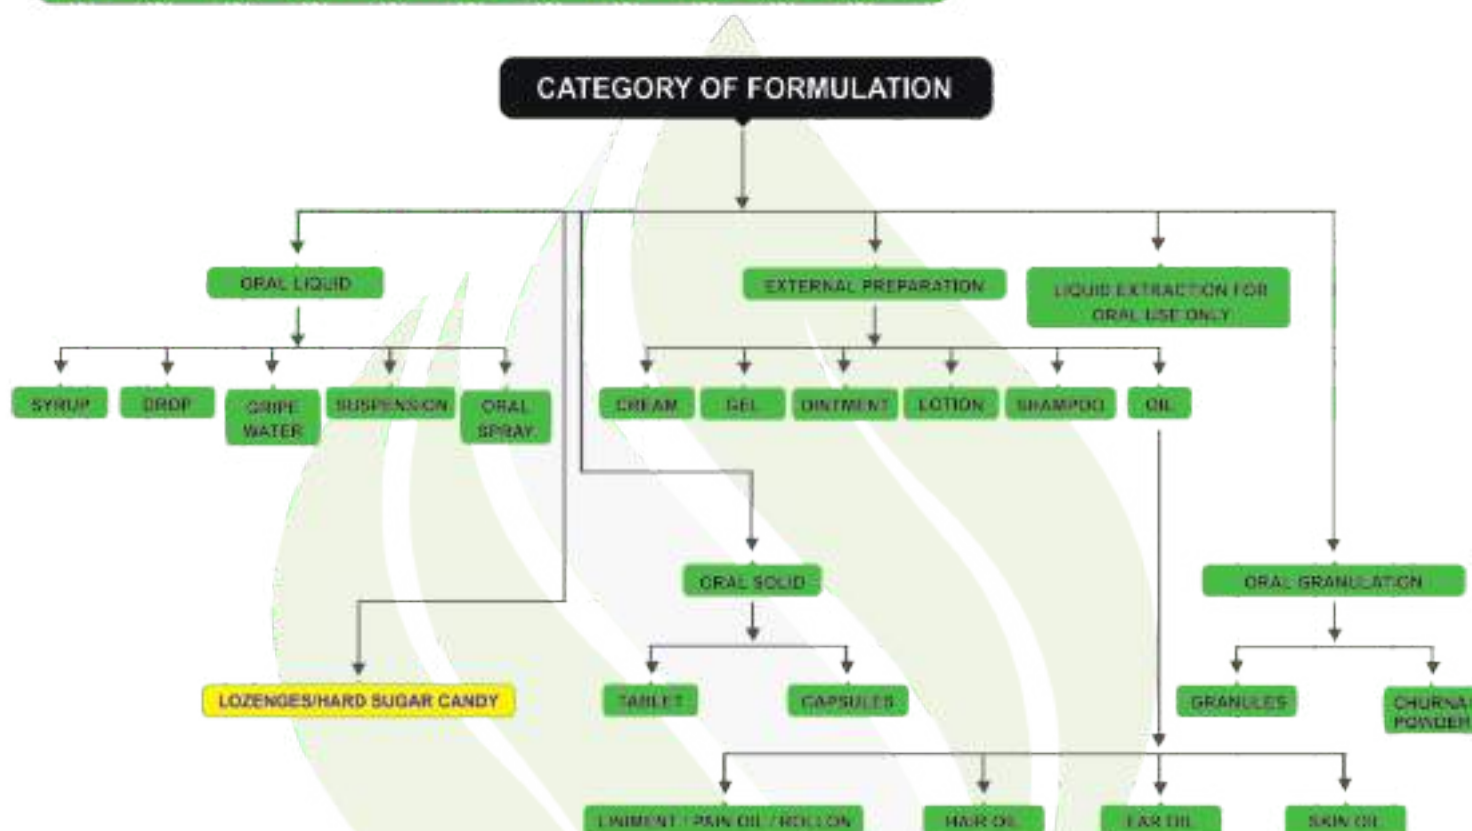 CATEGORY OF FORMULATION
ORAL LIQUID
EXTERNAL PREPARATION
LIQUID EXTRACTION FOR
ORAL USE ONLY
SYRUP
DROP
GRIPE
WATER
SUSPENSION
ORAL
SPRAY
CREAM
GEL
OINTMENT
LOTION
SHAMPOO
OIL
ORAL SOLID
ORAL GRANULATION
LOZENGES/HARD SUGAR CANDY
TABLET
CAPSULES
GRANULES
CHURNA/
POWDER
LINIMENT / PAIN OIL / ROLLON
HAIR OIL
EAR OIL
SKIN OIL